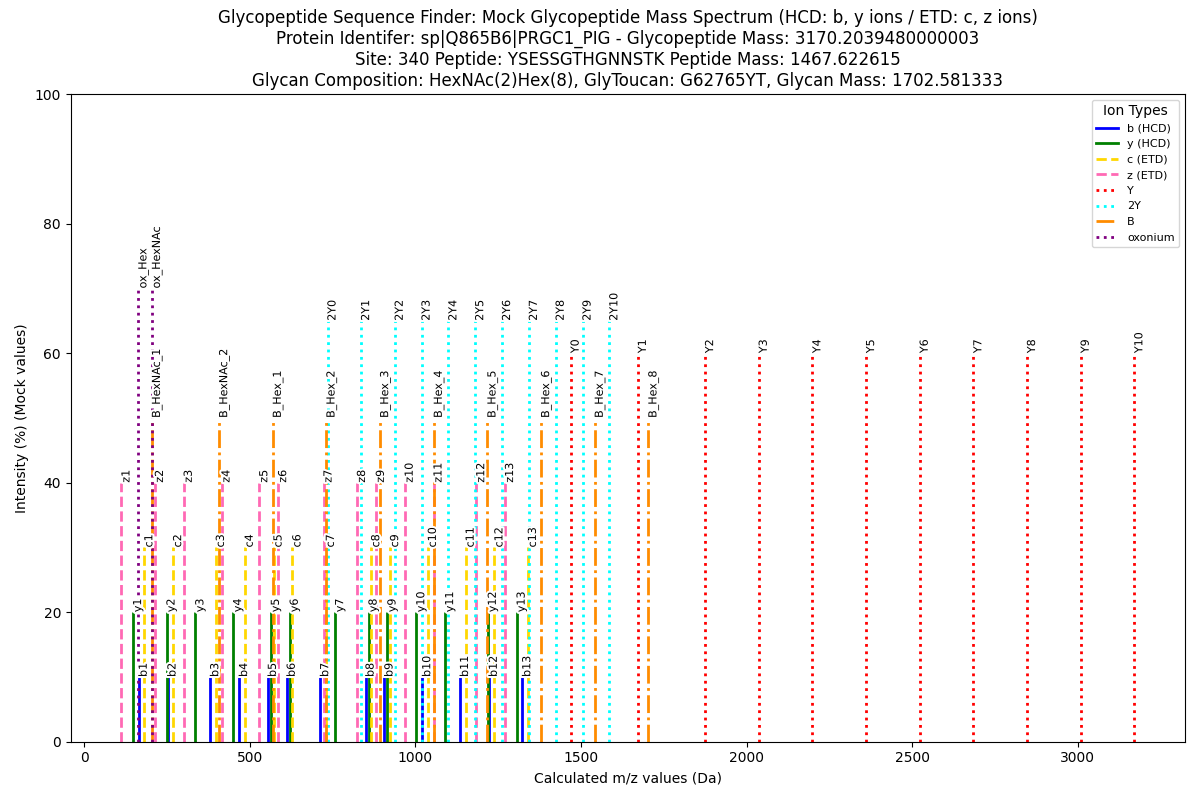 Glycopeptide Sequence Finder: Mock Glycopeptide Mass Spectrum (HCD: b, y ions / ETD: c, z ions)
Protein Identifer: sp|Q865B6|PRGC1_PIG - Glycopeptide Mass: 3170.2039480000003
Site: 340 Peptide: YSESSGTHGNNSTK Peptide Mass: 1467.622615
Glycan Composition: HexNAc(2)Hex(8), GlyToucan: G62765YT, Glycan Mass: 1702.581333
Intensity (%) (Mock values)
100
80
60
40
20
0
Ion Types
b (HCD)
y (HCD)
c (ETD)
z (ETD)
Y
2Y
B
oxonium
ox_Hex
ox_HexNAc
2Y0
2Y1
2Y2
2Y3
2Y4
2Y5
2Y6
2Y7
2Y8
2Y9
2Y10
Y0
Y1
Y2
Y3
Y4
Y5
Y6
Y7
Y8
Y9
Y10
B_HexNAc_1
B_HexNAc_2
B_Hex_1
B_Hex_2
B_Hex_3
B_Hex_4
B_Hex_5
B_Hex_6
B_Hex_7
B_Hex_8
z1
z2
z3
z4
z5
z6
z7
z8
z9
z10
z11
z12
z13
c1
c2
c3
c4
c5
c6
c7
c8
c9
c10
c11
c12
c13
y1
y2
y3
y4
y5
y6
y7
y8
y9
y10
y11
y12
y13
b1
b2
b3
b4
b5
b6
b7
b8
b9
b10
b11
b12
b13
0
500
1000
1500
2000
2500
3000
Calculated m/z values (Da)